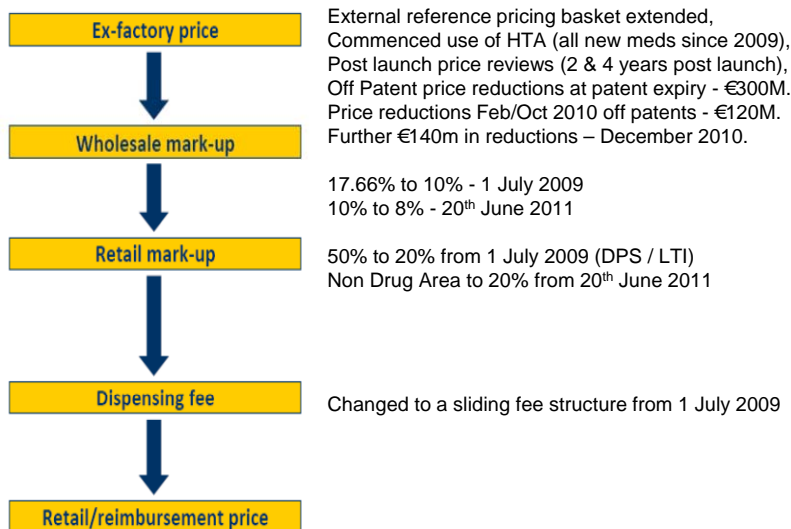 Ex-factory price
External reference pricing basket extended,
Commenced use of HTA (all new meds since 2009),
Post launch price reviews (2 & 4 years post launch),
Off Patent price reductions at patent expiry - €300M.
Price reductions Feb/Oct 2010 off patents - €120M.
Further €140m in reductions – December 2010.
Wholesale mark-up
17.66% to 10% - 1 July 2009
10% to 8% - 20th June 2011
Retail mark-up
50% to 20% from 1 July 2009 (DPS / LTI)
Non Drug Area to 20% from 20th June 2011
Dispensing fee
Changed to a sliding fee structure from 1 July 2009
Retail/reimbursement price